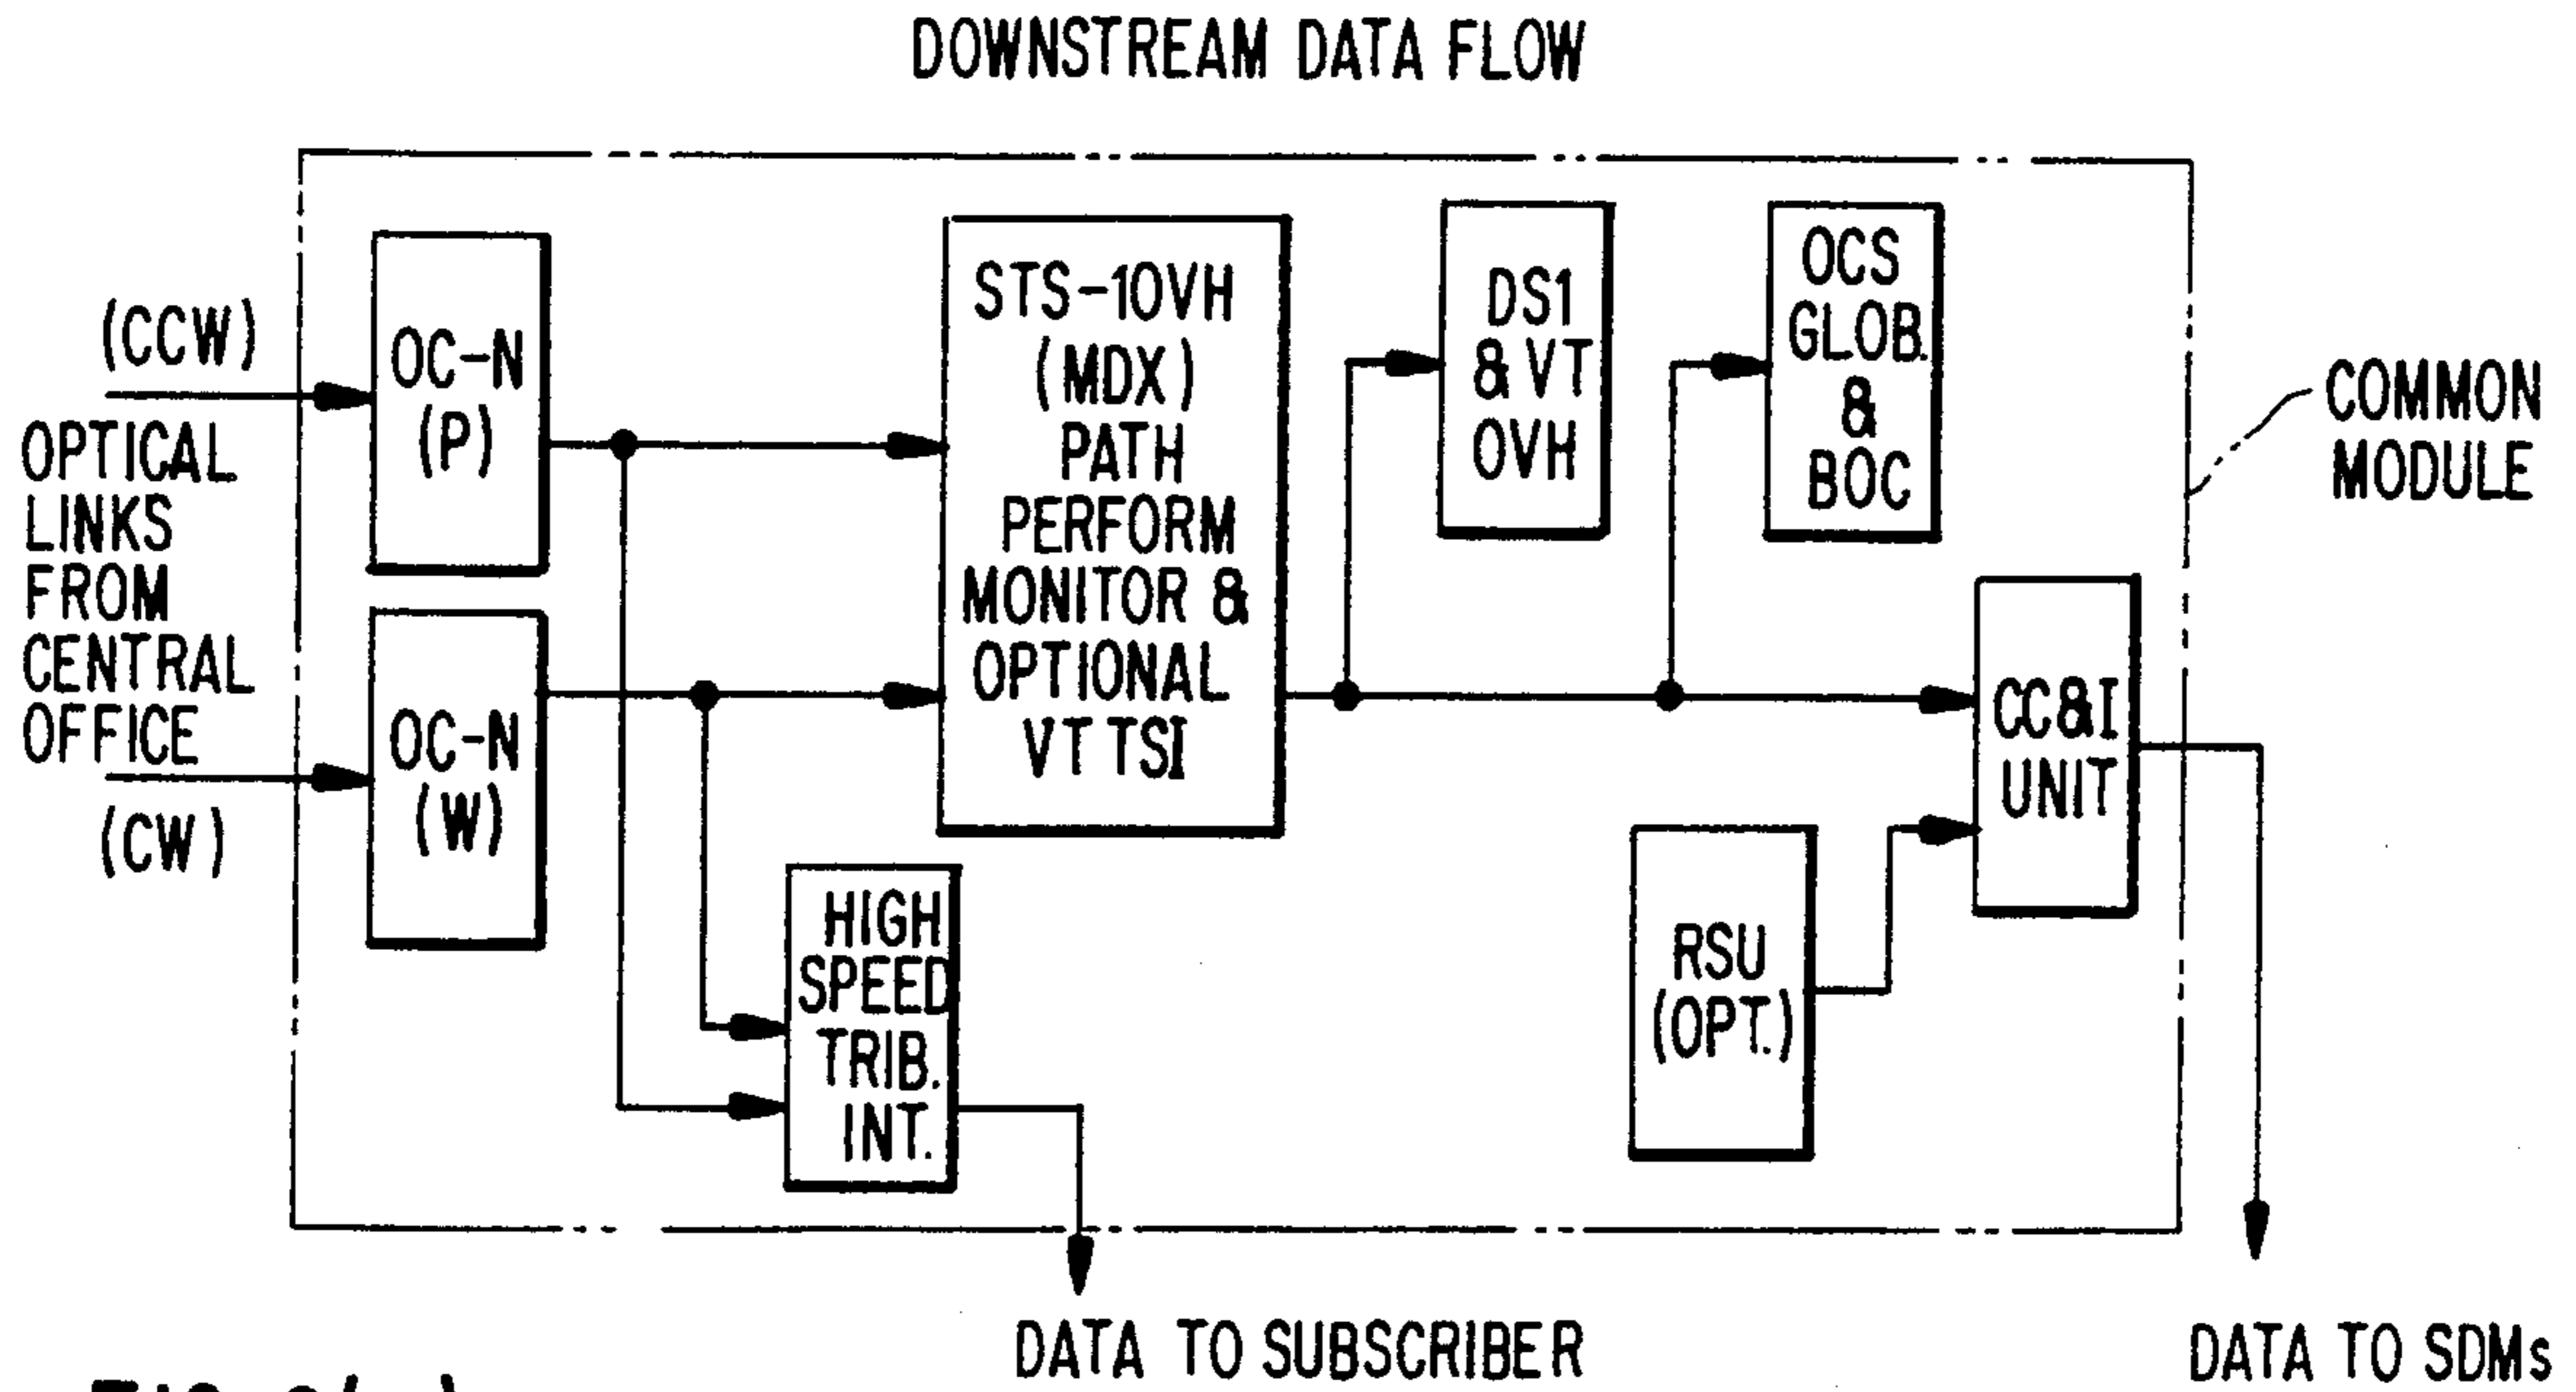 DOWNSTREAM DATA FLOW
(CCW)
OPTICAL
LINKS
FROM
CENTRAL
OFFICE
(CW)
OC-N
(P)
OC-N
(W)
STS-1OVH
(MDX)
PATH
PERFORM
MONITOR &
OPTIONAL
VT TSI
HIGH
SPEED
TRIB.
INT.
DS1
& VT
OVH
OCS
GLOB.
&
BOC
CC&I
UNIT
RSU
(OPT.)
COMMON
MODULE
DATA TO SUBSCRIBER
DATA TO SDMs